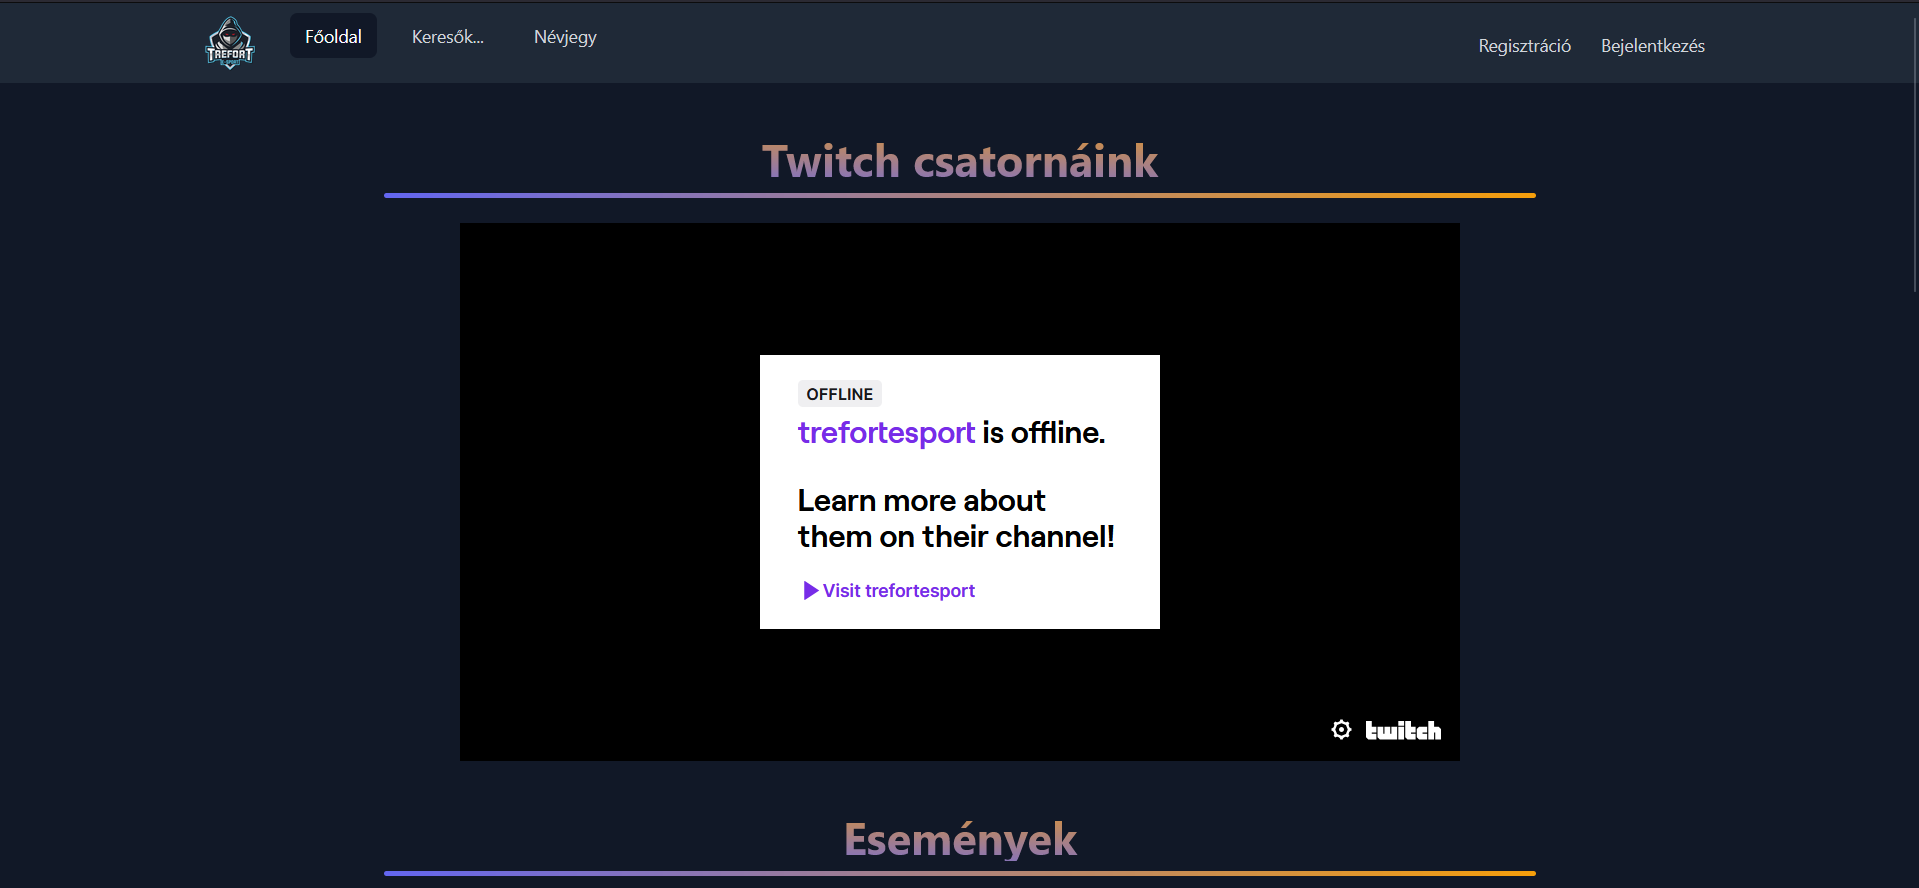 TREFORT
E-SPORT
Főoldal
Keresők...
Névjegy
Regisztráció
Bejelentkezés
Twitch csatornáink
OFFLINE
trefortesport is offline.
Learn more about
them on their channel!
Visit trefortesport
twitch
Események